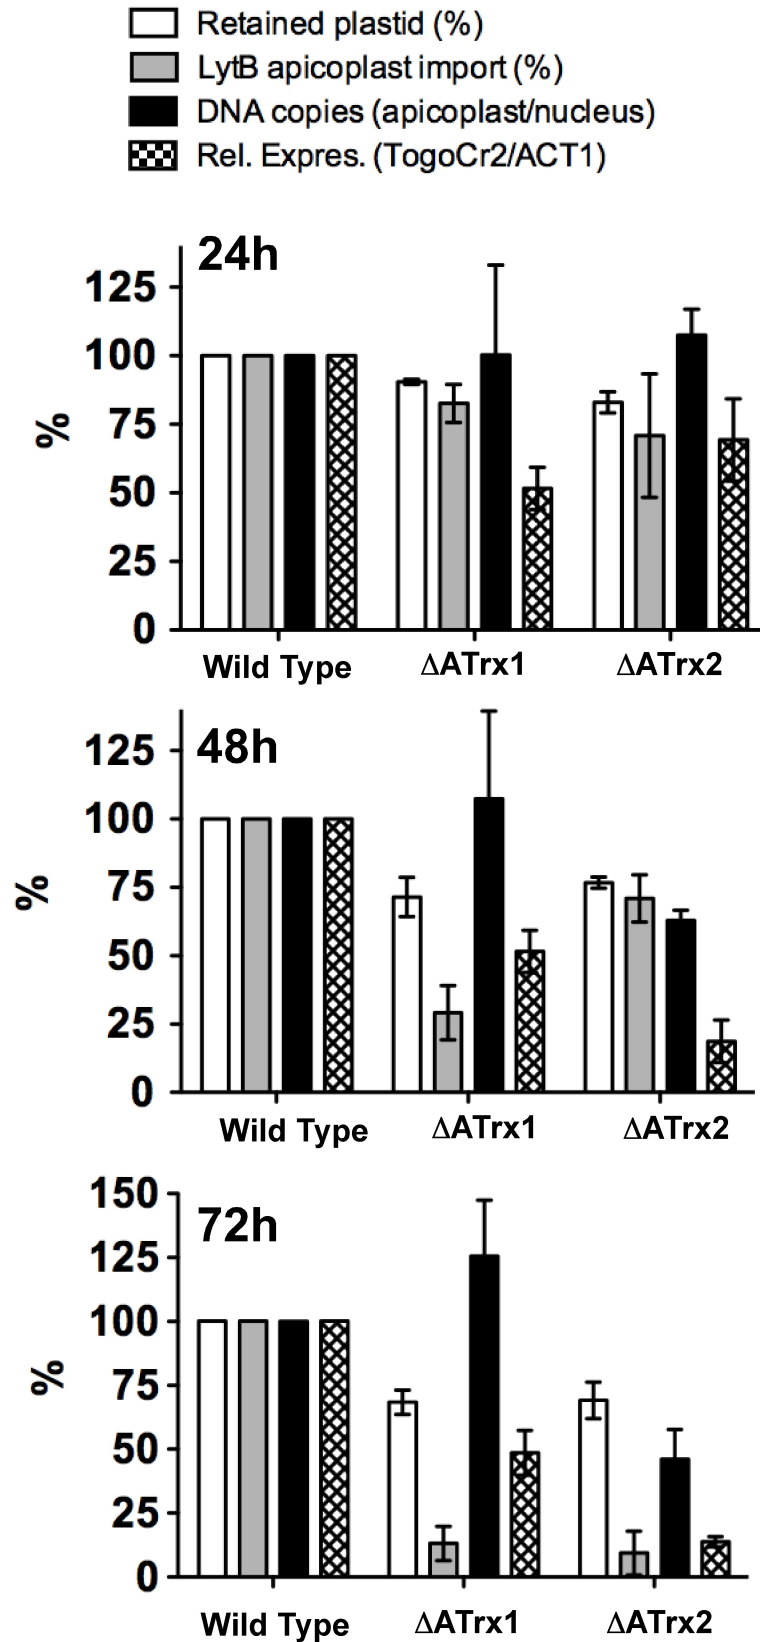 Retained plastid (%)
LytB apicoplast import (%)
DNA copies (apicoplast/nucleus)
Rel. Expres. (TogoCr2/ACT1)
24h
125
100
75
50
25
0
%
Wild Type ΔATrx1 ΔATrx2
48h
125
100
75
50
25
0
%
Wild Type ΔATrx1 ΔATrx2
72h
150
125
100
75
50
25
0
%
Wild Type ΔATrx1 ΔATrx2